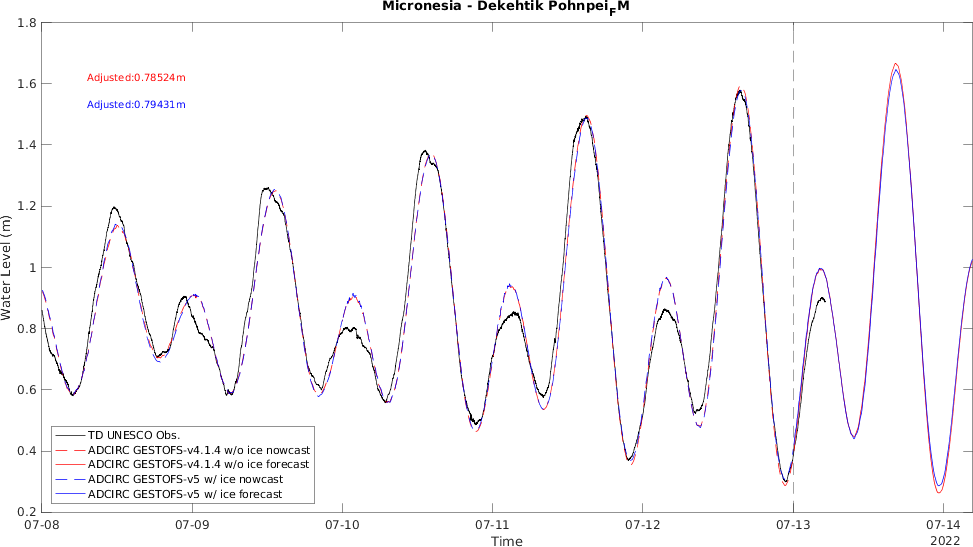 Micronesia - Dekehtik Pohnpei_FM
1.8
1.6
1.4
1.2
1
0.8
0.6
0.4
0.2
Water Level (m)
Adjusted:0.78524m
Adjusted:0.79431m
TD UNESCO Obs.
ADCIRC GESTOFS-v4.1.4 w/o ice nowcast
ADCIRC GESTOFS-v4.1.4 w/o ice forecast
ADCIRC GESTOFS-v5 w/ ice nowcast
ADCIRC GESTOFS-v5 w/ ice forecast
07-08 07-09 07-10 07-11 07-12 07-13 07-14
Time
2022